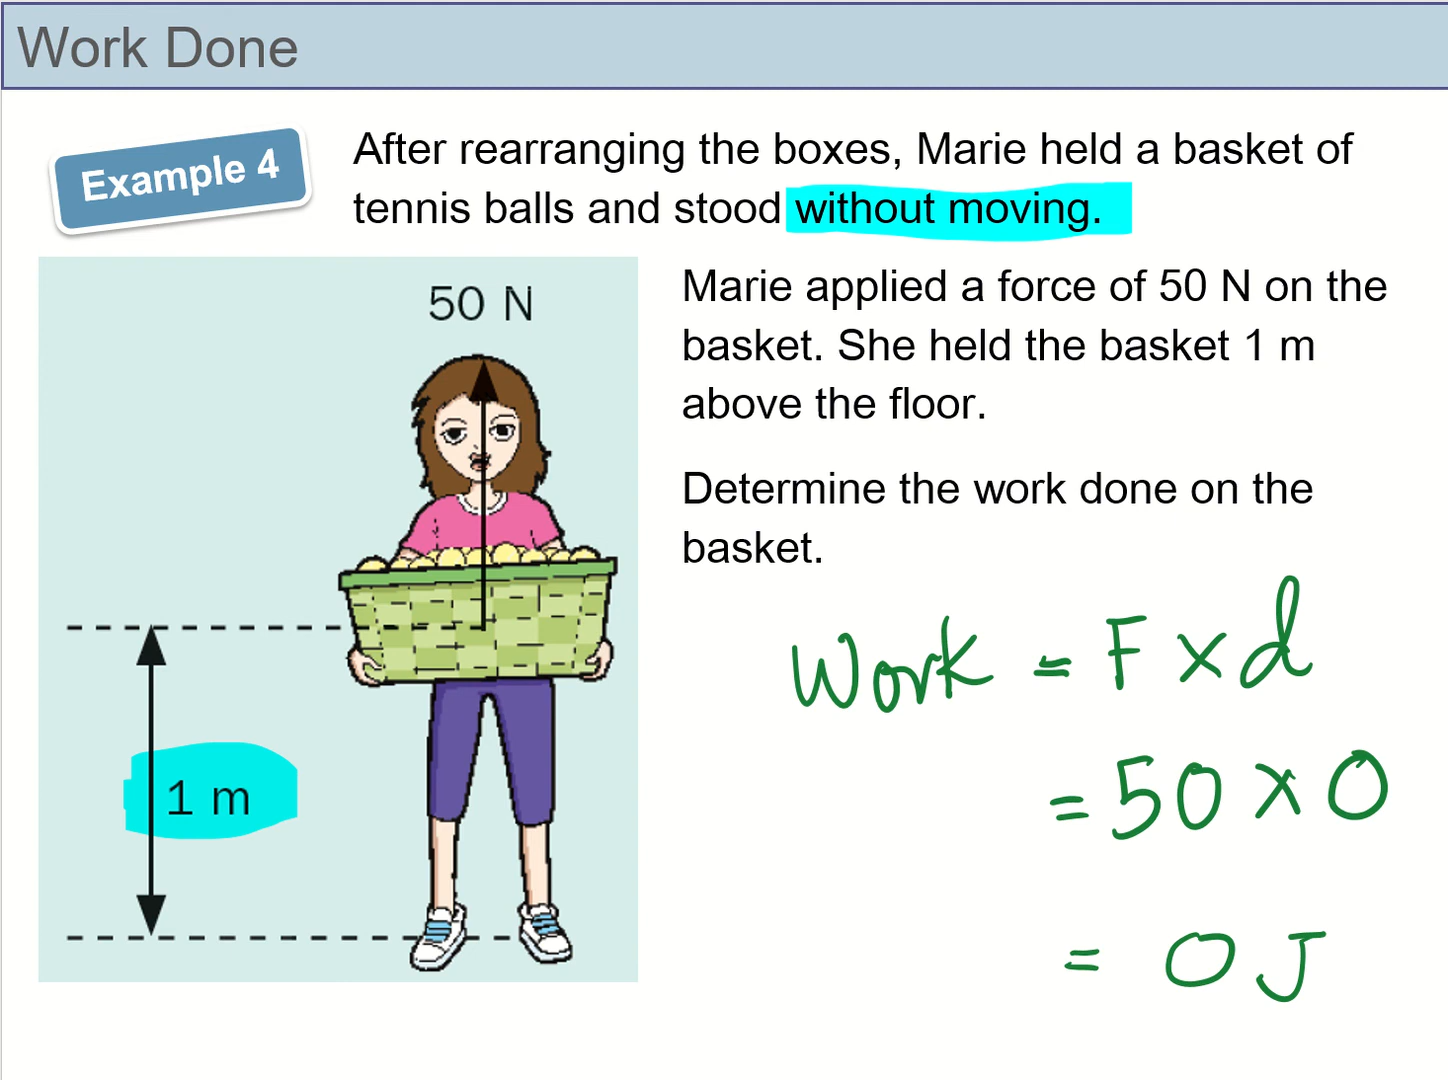 Work Done
Example 4
After rearranging the boxes, Marie held a basket of
tennis balls and stood without moving.
50 N
1 m
Marie applied a force of 50 N on the
basket. She held the basket 1 m
above the floor.
Determine the work done on the
basket.
Work = F × d
= 50 × 0
= 0 J